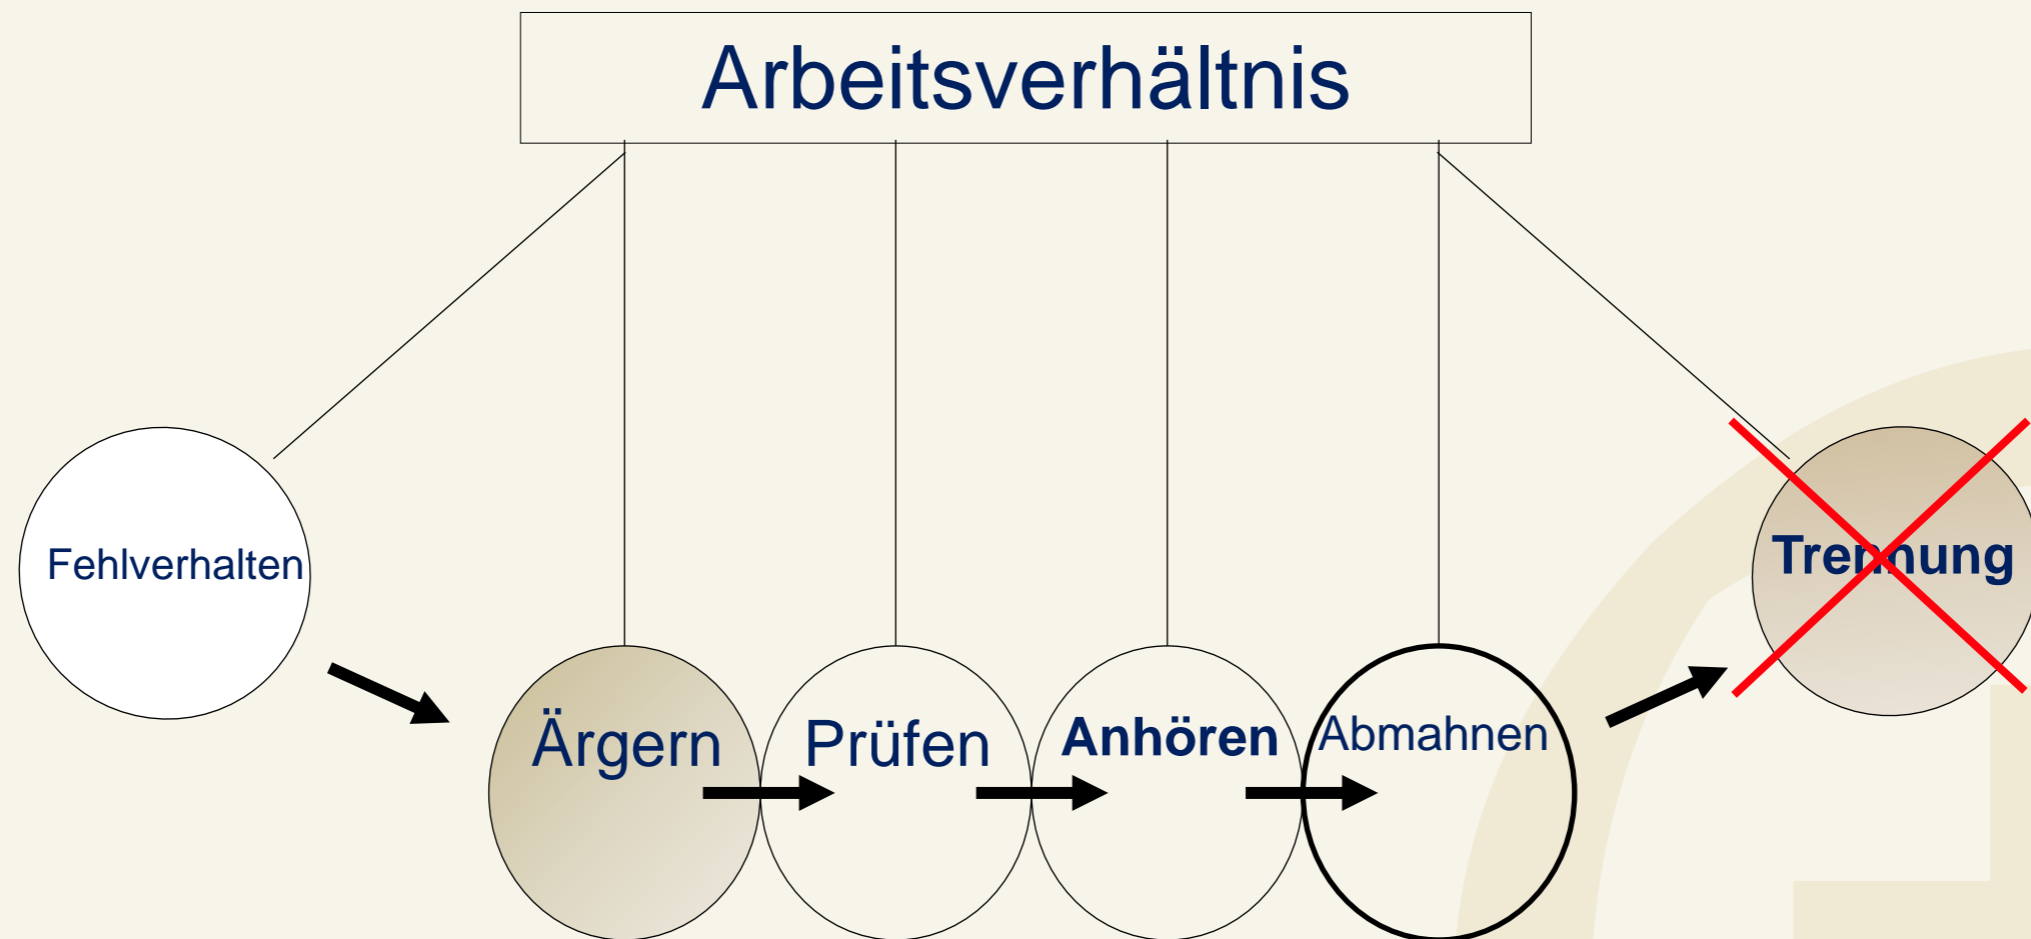 Arbeitsverhältnis
Fehlverhalten
Trennung
Ärgern
Prüfen
Anhören
Abmahnen